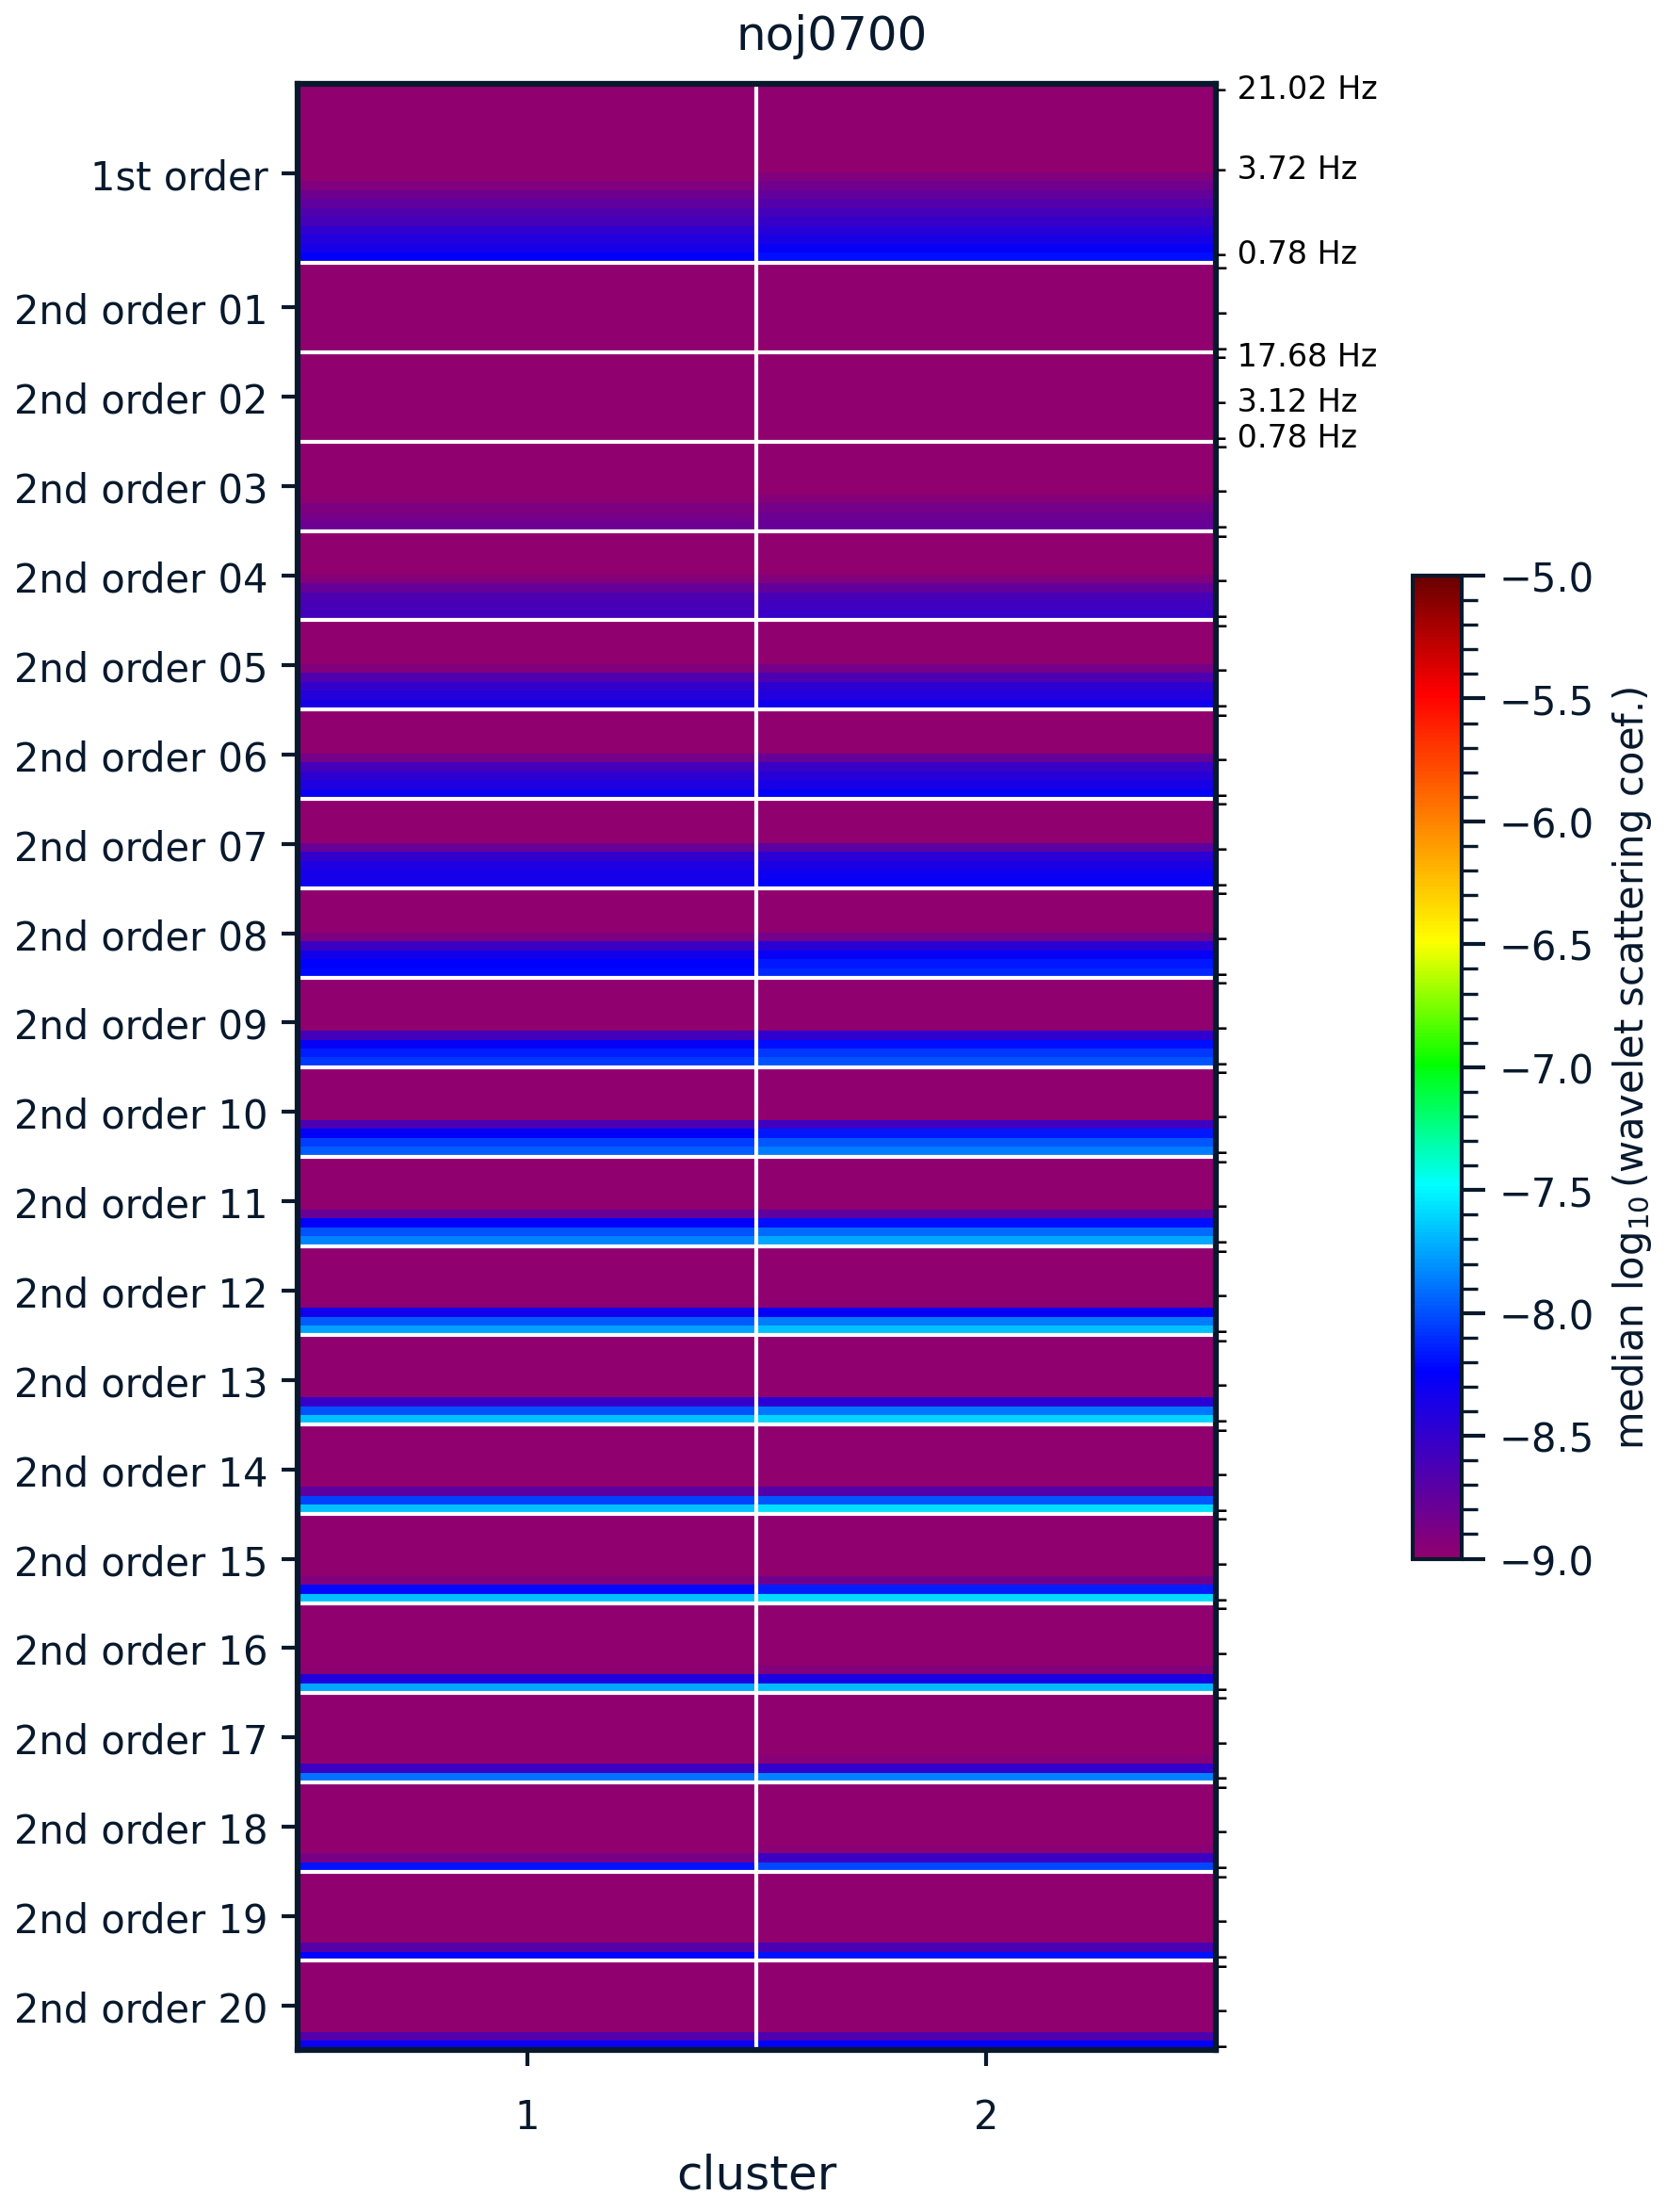 noj0700
21.02 Hz
1st order
3.72 Hz
0.78 Hz
2nd order 01
17.68 Hz
2nd order 02
3.12 Hz
0.78 Hz
2nd order 03
2nd order 04
2nd order 05
2nd order 06
2nd order 07
2nd order 08
2nd order 09
2nd order 10
2nd order 11
2nd order 12
2nd order 13
2nd order 14
2nd order 15
2nd order 16
2nd order 17
2nd order 18
2nd order 19
2nd order 20
1
2
cluster
−5.0
−5.5
−6.0
−6.5
−7.0
−7.5
−8.0
−8.5
−9.0
median log₁₀(wavelet scattering coef.)